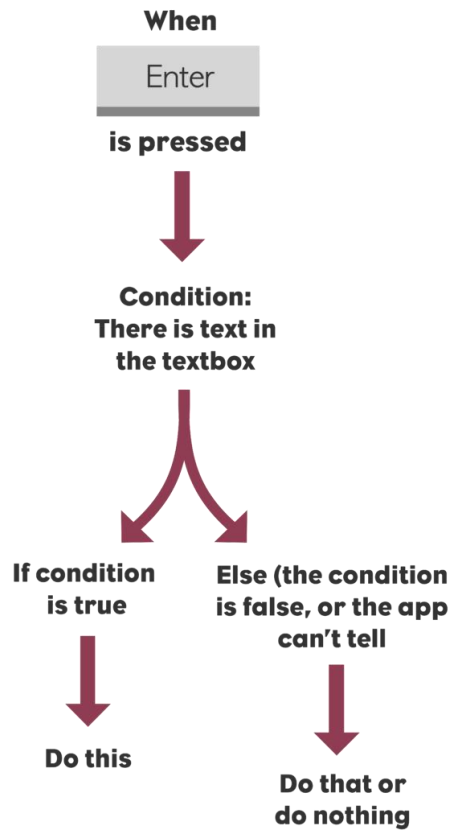 When
Enter
is pressed
Condition:
There is text in
the textbox
If condition
is true
Else (the condition
is false, or the app
can't tell
Do this
Do that or
do nothing